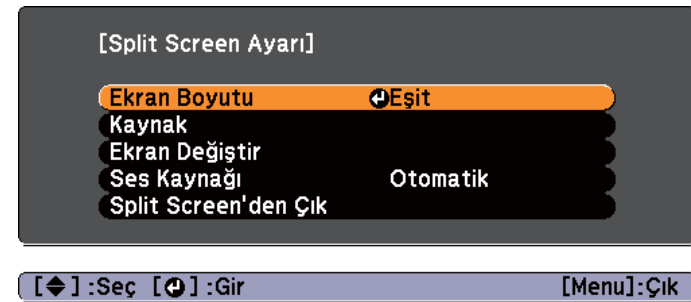 [Split Screen Ayarı]
Ekran Boyutu Eşit
Kaynak
Ekran Değiştir
Ses Kaynağı Otomatik
Split Screen'den Çık
[◆]:Seç [↵]:Gir [Menu]:Çık